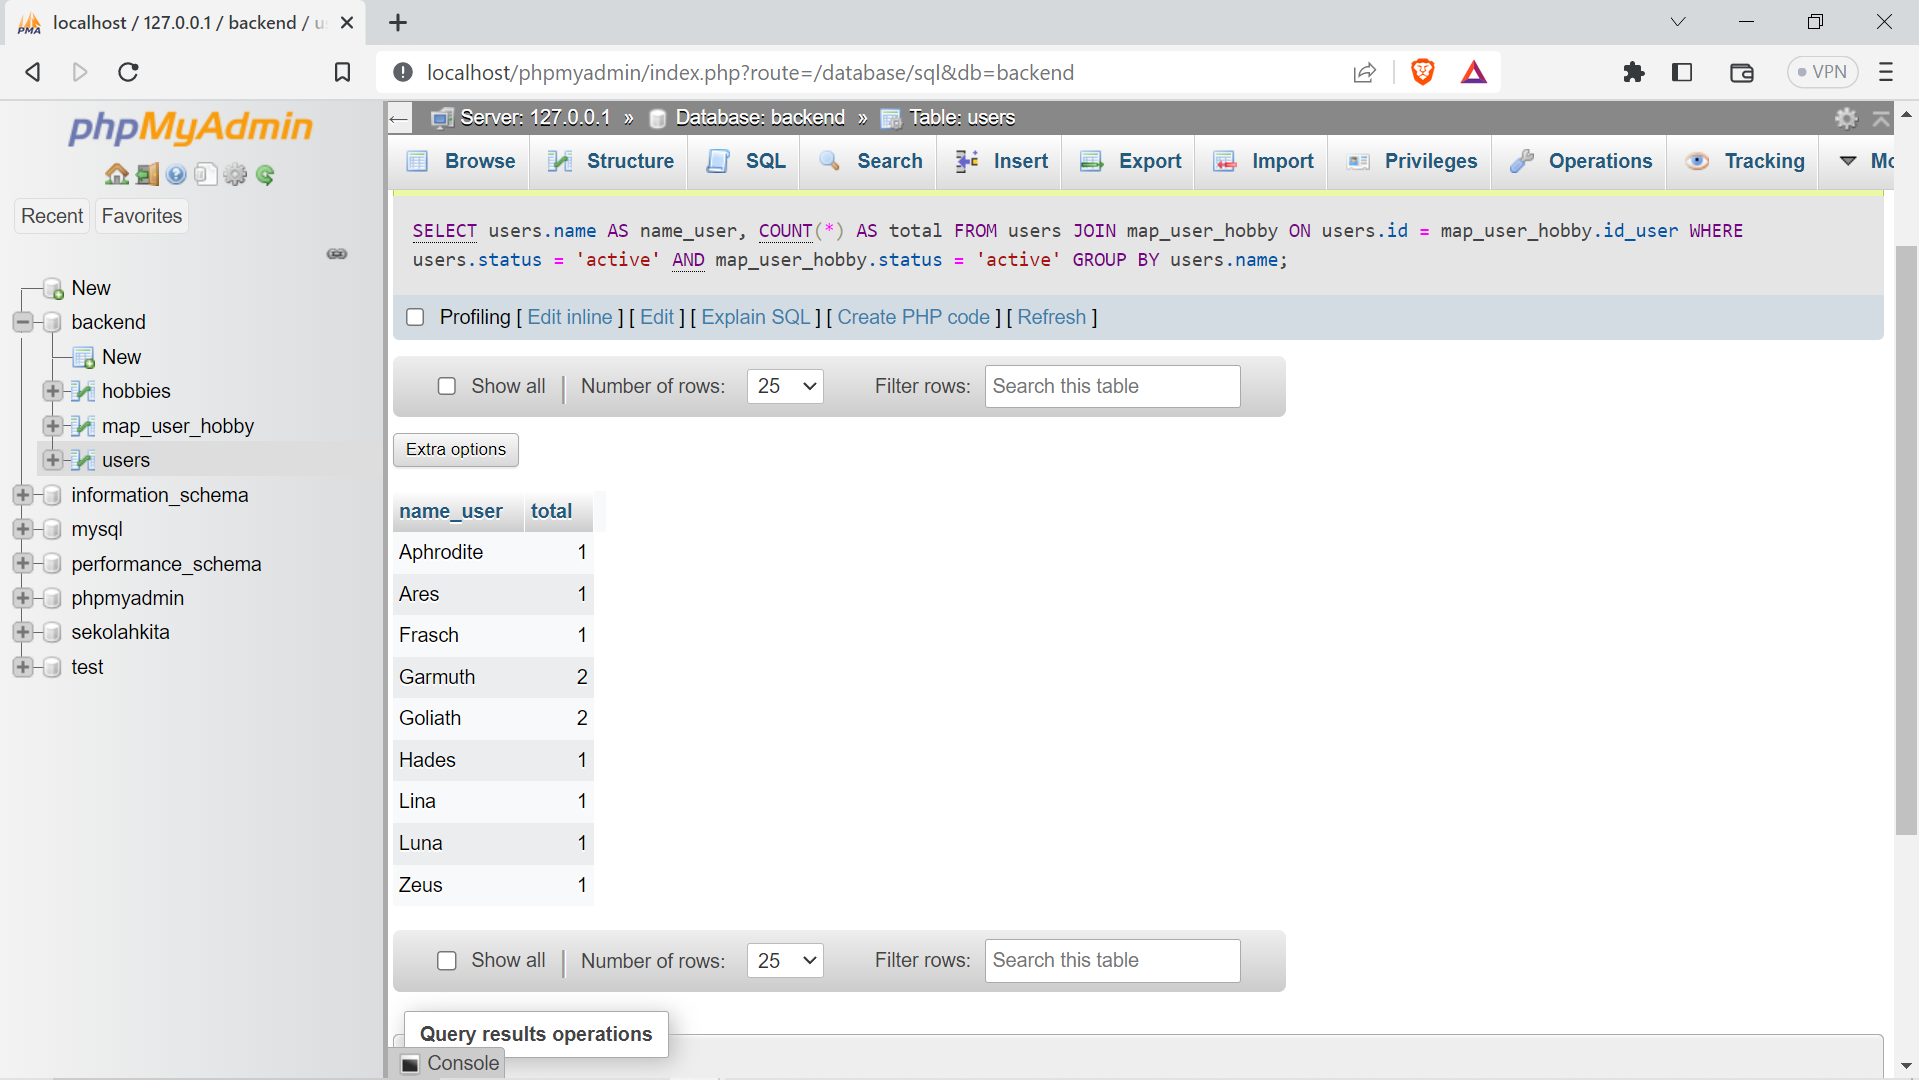 localhost / 127.0.0.1 / backend / u
localhost/phpmyadmin/index.php?route=/database/sql&db=backend
VPN
phpMyAdmin
Recent
Favorites
New
backend
New
hobbies
map_user_hobby
users
information_schema
mysql
performance_schema
phpmyadmin
sekolahkita
test
Server: 127.0.0.1 » Database: backend » Table: users
Browse Structure SQL Search Insert Export Import Privileges Operations Tracking Mo
SELECT users.name AS name_user, COUNT(*) AS total FROM users JOIN map_user_hobby ON users.id = map_user_hobby.id_user WHERE
users.status = 'active' AND map_user_hobby.status = 'active' GROUP BY users.name;
Profiling [ Edit inline ] [ Edit ] [ Explain SQL ] [ Create PHP code ] [ Refresh ]
Show all | Number of rows: 25 Filter rows: Search this table
Extra options
name_user total
Aphrodite 1
Ares 1
Frasch 1
Garmuth 2
Goliath 2
Hades 1
Lina 1
Luna 1
Zeus 1
Show all | Number of rows: 25 Filter rows: Search this table
Query results operations
Console